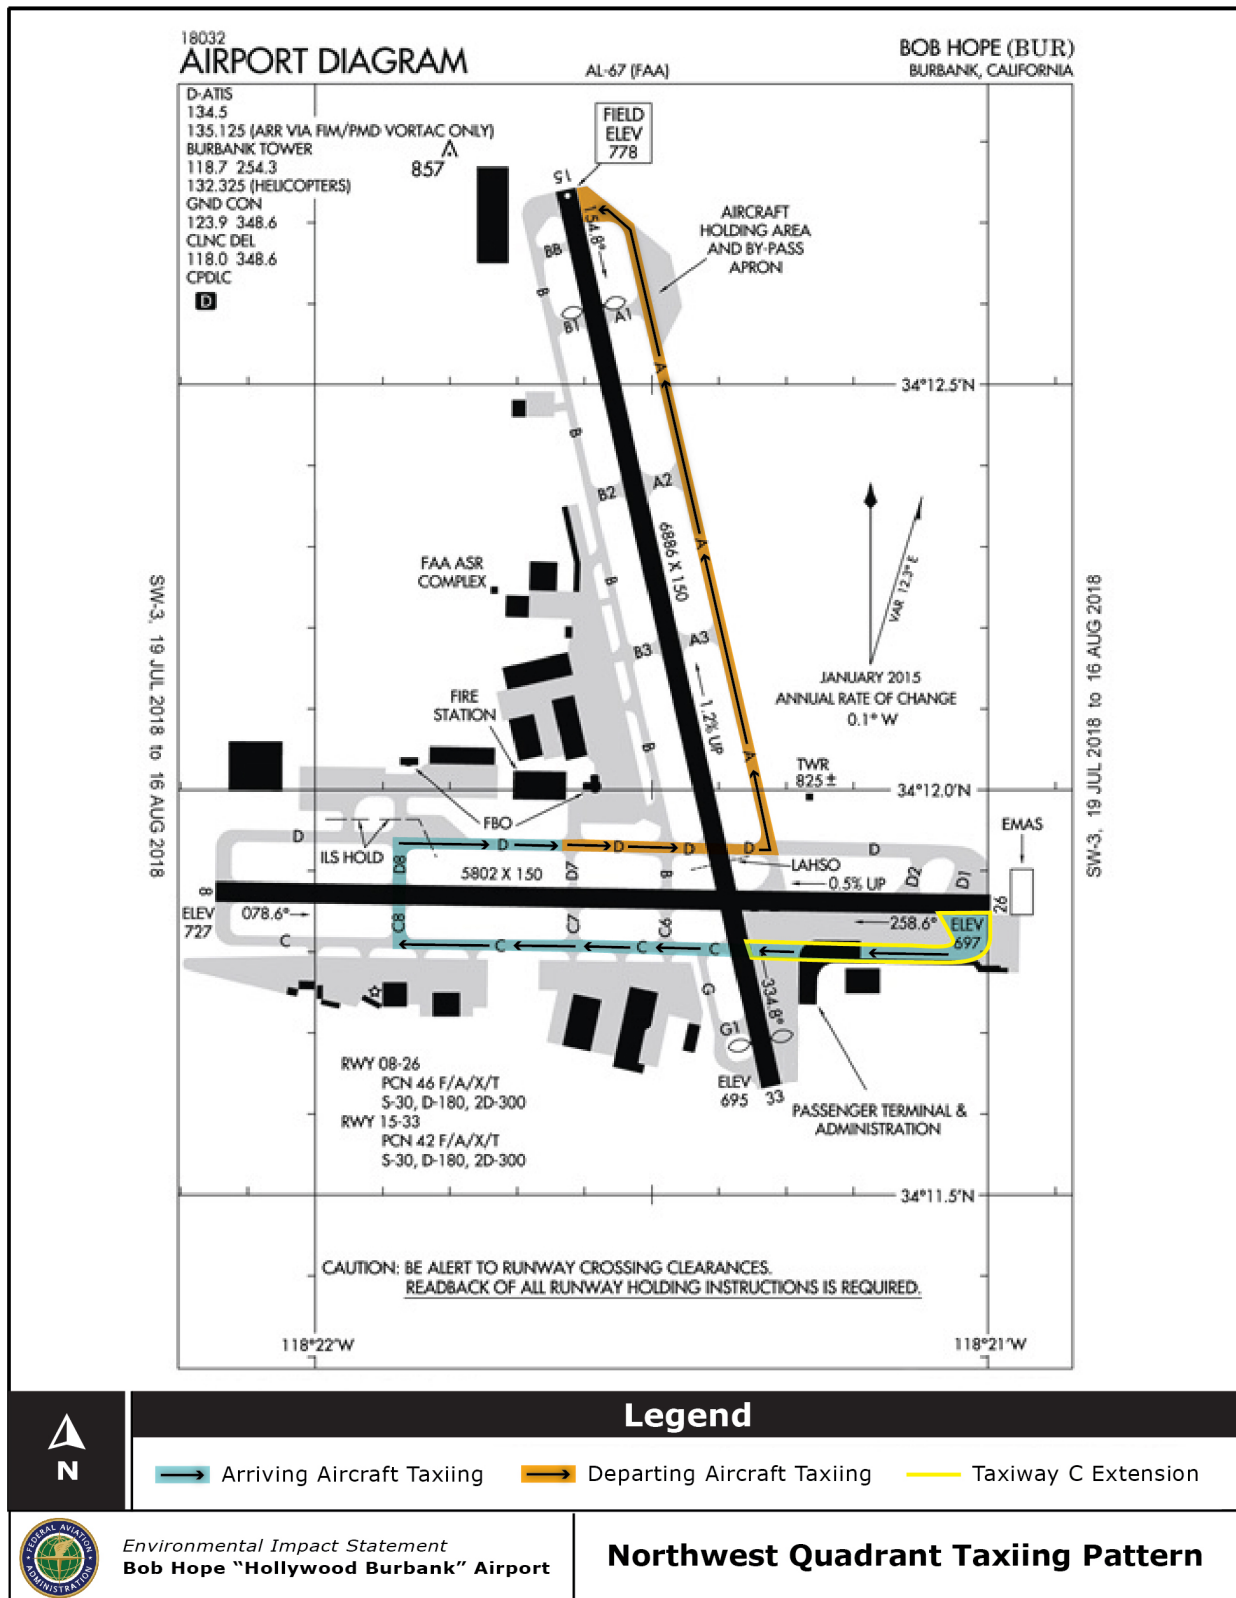 18032
AIRPORT DIAGRAM
AL-67 (FAA)
BOB HOPE (BUR)
BURBANK, CALIFORNIA
D-ATIS
134.5
135.125 (ARR VIA FIM/PMD VORTAC ONLY)
BURBANK TOWER
118.7 254.3
132.325 (HELICOPTERS)
GND CON
123.9 348.6
CLNC DEL
118.0 348.6
CPDLC
D
857
FIELD
ELEV
778
15
154.8°
AIRCRAFT
HOLDING AREA
AND BY-PASS
APRON
BB
B
B1
A1
A
34°12.5'N
B
B2
A2
6886 X 150
A
VAR 12.3° E
FAA ASR
COMPLEX
B
B3
A3
JANUARY 2015
ANNUAL RATE OF CHANGE
0.1° W
FIRE
STATION
1.2% UP
B
A
TWR
825±
34°12.0'N
FBO
EMAS
D
ILS HOLD
D
D
D
D
D
LAHSO
D8
5802 X 150
D7
B
0.5% UP
D2
D1
8
26
ELEV
727
078.6°
C8
C7
C9
258.6°
ELEV
697
C
C
C
C
C
G
334.8°
G1
ELEV
695
33
RWY 08-26
PCN 46 F/A/X/T
S-30, D-180, 2D-300
RWY 15-33
PCN 42 F/A/X/T
S-30, D-180, 2D-300
PASSENGER TERMINAL &
ADMINISTRATION
34°11.5'N
CAUTION: BE ALERT TO RUNWAY CROSSING CLEARANCES.
READBACK OF ALL RUNWAY HOLDING INSTRUCTIONS IS REQUIRED.
118°22'W
118°21'W
SW-3, 19 JUL 2018 to 16 AUG 2018
SW-3, 19 JUL 2018 to 16 AUG 2018
N
Legend
Arriving Aircraft Taxiing
Departing Aircraft Taxiing
Taxiway C Extension
FEDERAL AVIATION
ADMINISTRATION
Environmental Impact Statement
Bob Hope “Hollywood Burbank” Airport
Northwest Quadrant Taxiing Pattern